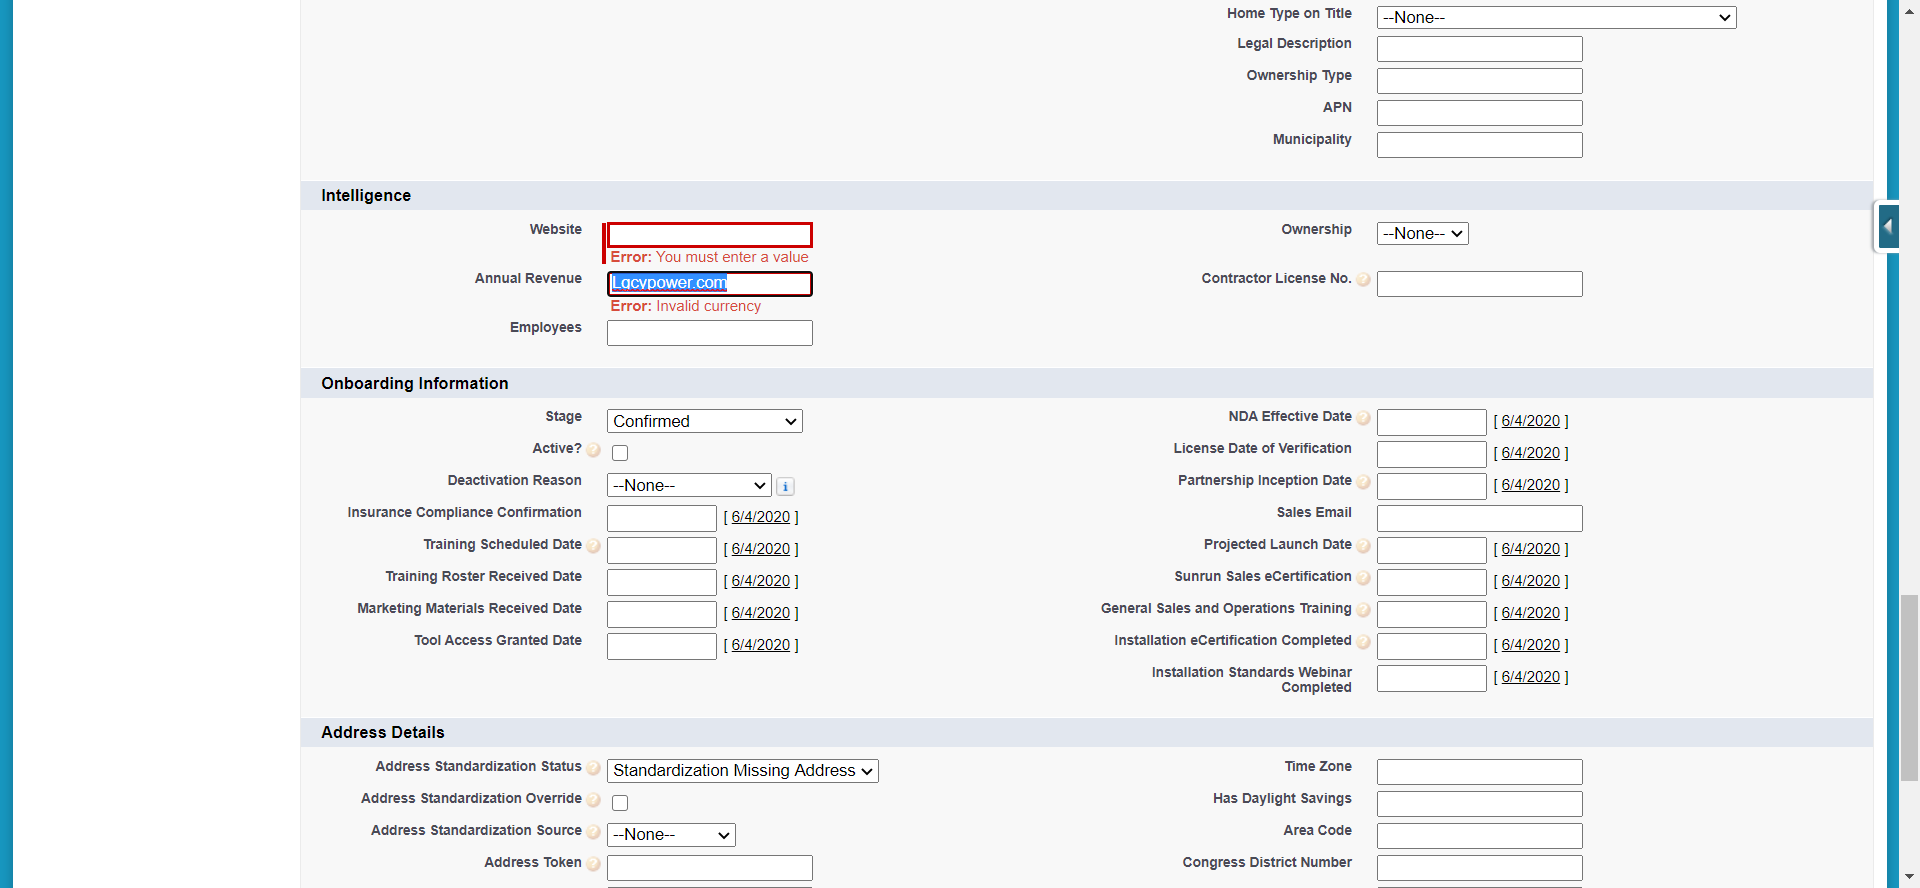 Home Type on Title --None--
Legal Description
Ownership Type
APN
Municipality
Intelligence
Website
Error: You must enter a value
Ownership --None--
Annual Revenue Lgcypower.com
Error: Invalid currency
Contractor License No. ?
Employees
Onboarding Information
Stage Confirmed
NDA Effective Date ? [ 6/4/2020 ]
Active? ?
License Date of Verification [ 6/4/2020 ]
Deactivation Reason --None-- i
Partnership Inception Date ? [ 6/4/2020 ]
Insurance Compliance Confirmation [ 6/4/2020 ]
Sales Email
Training Scheduled Date ? [ 6/4/2020 ]
Projected Launch Date ? [ 6/4/2020 ]
Training Roster Received Date [ 6/4/2020 ]
Sunrun Sales eCertification ? [ 6/4/2020 ]
Marketing Materials Received Date [ 6/4/2020 ]
General Sales and Operations Training ? [ 6/4/2020 ]
Tool Access Granted Date [ 6/4/2020 ]
Installation eCertification Completed ? [ 6/4/2020 ]
Installation Standards Webinar
Completed [ 6/4/2020 ]
Address Details
Address Standardization Status ? Standardization Missing Address
Time Zone
Address Standardization Override ?
Has Daylight Savings
Address Standardization Source ? --None--
Area Code
Address Token ?
Congress District Number